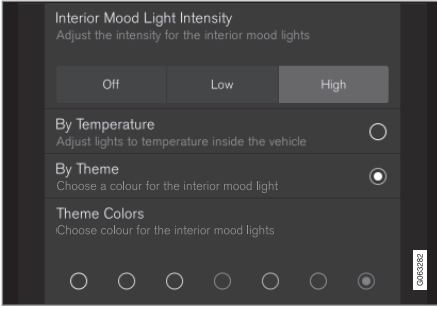 Interior Mood Light Intensity
Adjust the intensity for the interior mood lights
Off Low High
By Temperature
Adjust lights to temperature inside the vehicle
By Theme
Choose a colour for the interior mood light
Theme Colors
Choose colour for the interior mood lights
G063282